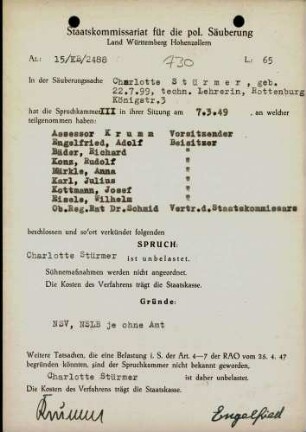 Staatskommissariat für die pol. Säuberung
Land Württemberg Hohenzollern
Az.: 15/KE/2488 430 L: 65
In der Säuberungssache Charlotte Stürmer, geb.
22.7.99, techn. Lehrerin, Rottenburg
Königstr.3
hat die Spruchkammer III in ihrer Sitzung am 7.3.49 , an welcher
teilgenommen haben:
Assessor Krumm Vorsitzender
Engelfried, Adolf Beisitzer
Bäder, Richard "
Konz, Rudolf "
Märkle, Anna "
Karl, Julius "
Kottmann, Josef "
Eisele, Wilhelm "
Ob.Reg.Rat Dr.Schmid Vertr.d.Staatskommissars
beschlossen und sofort verkündet folgenden
SPRUCH:
Charlotte Stürmer ist unbelastet.
Sühnemaßnahmen werden nicht angeordnet.
Die Kosten des Verfahrens trägt die Staatskasse.
Gründe:
NSV, NSLB je ohne Amt
Weitere Tatsachen, die eine Belastung i. S. der Art. 4–7 der RAO vom 26. 4. 47
begründen könnten, sind der Spruchkammer nicht bekannt geworden,
Charlotte Stürmer ist daher unbelastet.
Die Kosten d. Verfahrens trägt die Staatskasse.
Krumm Engelfried